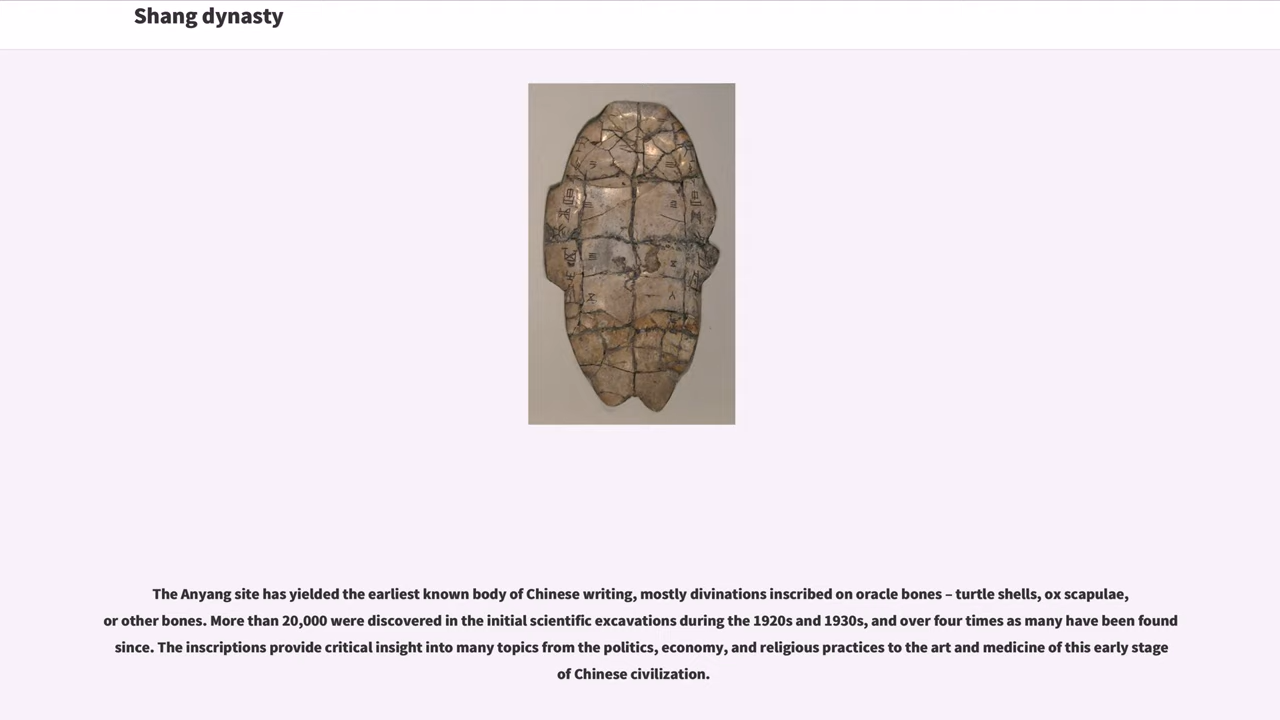 Shang dynasty
The Anyang site has yielded the earliest known body of Chinese writing, mostly divinations inscribed on oracle bones – turtle shells, ox scapulae,
or other bones. More than 20,000 were discovered in the initial scientific excavations during the 1920s and 1930s, and over four times as many have been found
since. The inscriptions provide critical insight into many topics from the politics, economy, and religious practices to the art and medicine of this early stage
of Chinese civilization.